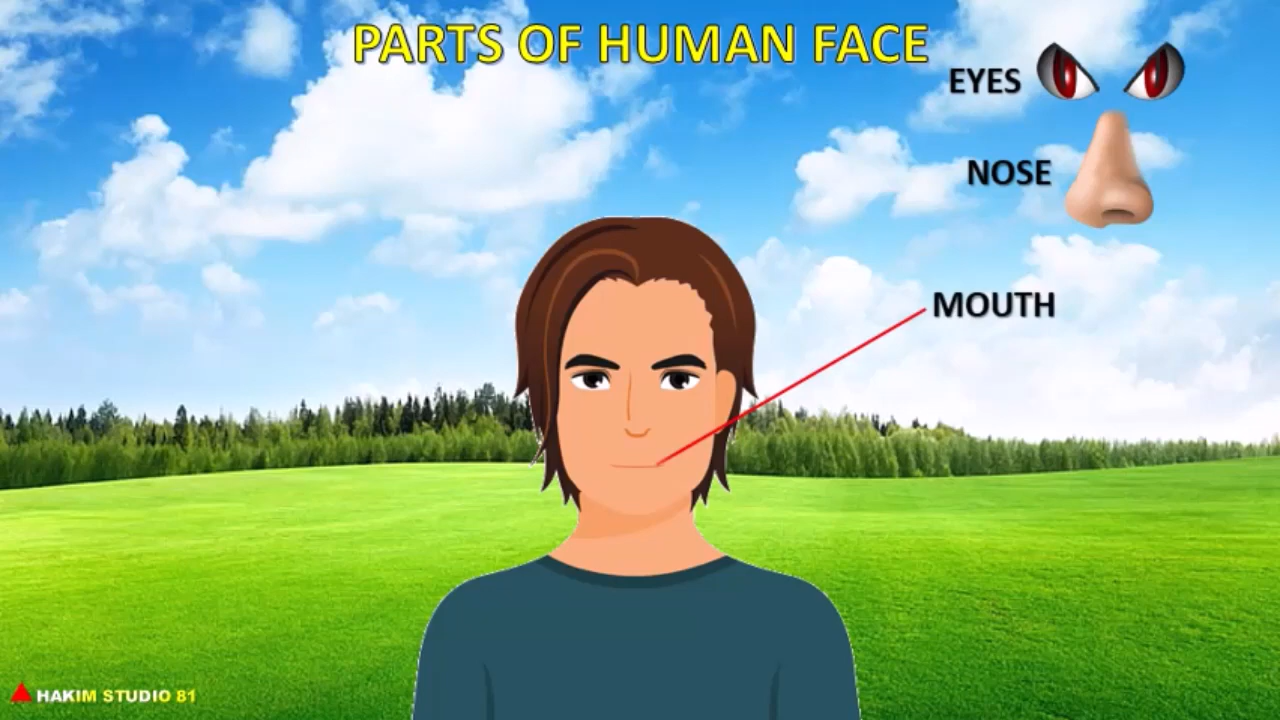 PARTS OF HUMAN FACE
EYES
NOSE
MOUTH
HAKIM STUDIO 81